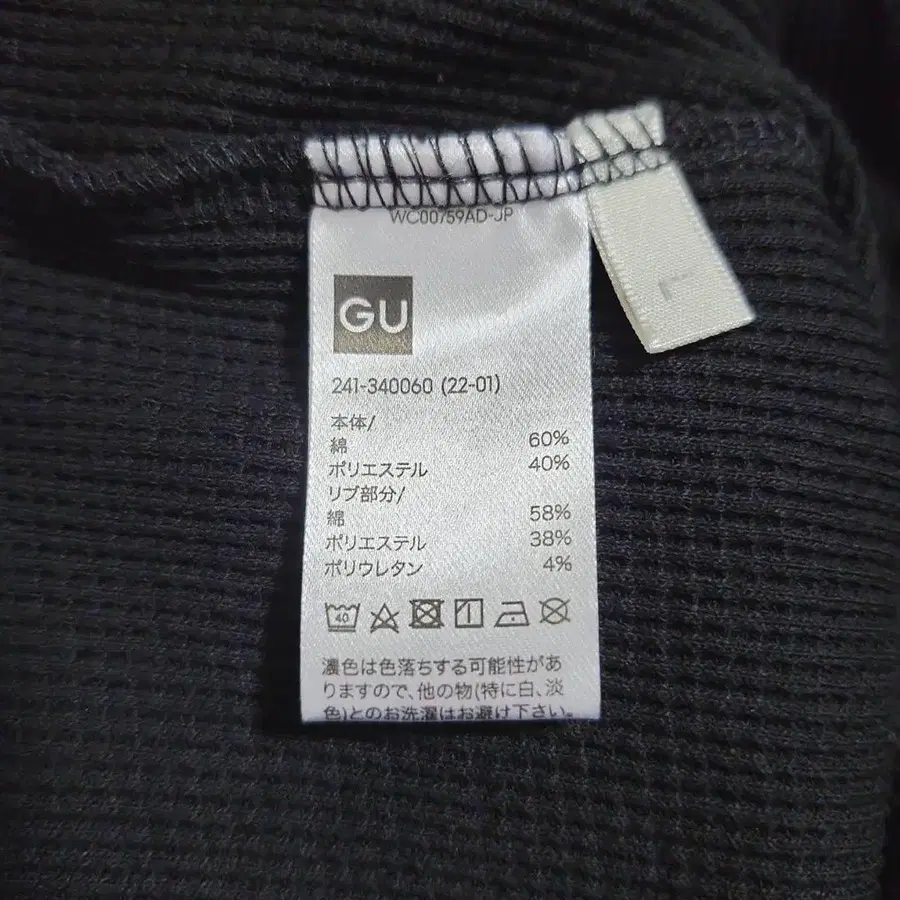 WC00759AD-JP
GU
241-340060 (22-01)
本体/
綿 60%
ポリエステル 40%
リブ部分/
綿 58%
ポリエステル 38%
ポリウレタン 4%
40
濃色は色落ちする可能性があ
りますので、他の物(特に白、淡
色)とのお洗濯はお避け下さい。
L